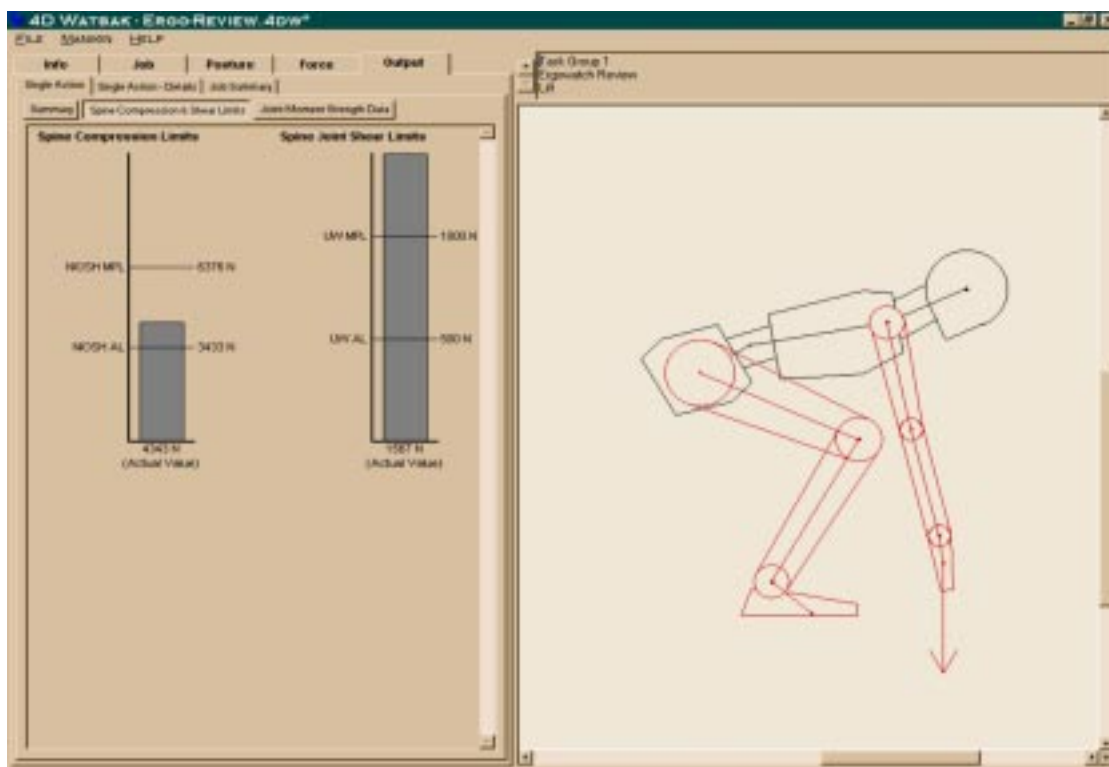 4D WATBAK - ERGO-REVIEW.4DW*
FILE MANKIN HELP
Info Job Posture Force Output
Single Action Single Action - Details Job Summary
Summary Spine Compression & Shear Limits Joint Moment Strength Data
Task Group 1
Ergowatch Review
Lift
Spine Compression Limits Spine Joint Shear Limits
UW MPL 1000 N
NIOSH MPL 6376 N
UW AL 500 N
NIOSH AL 3433 N
4343 N
(Actual Value)
1567 N
(Actual Value)